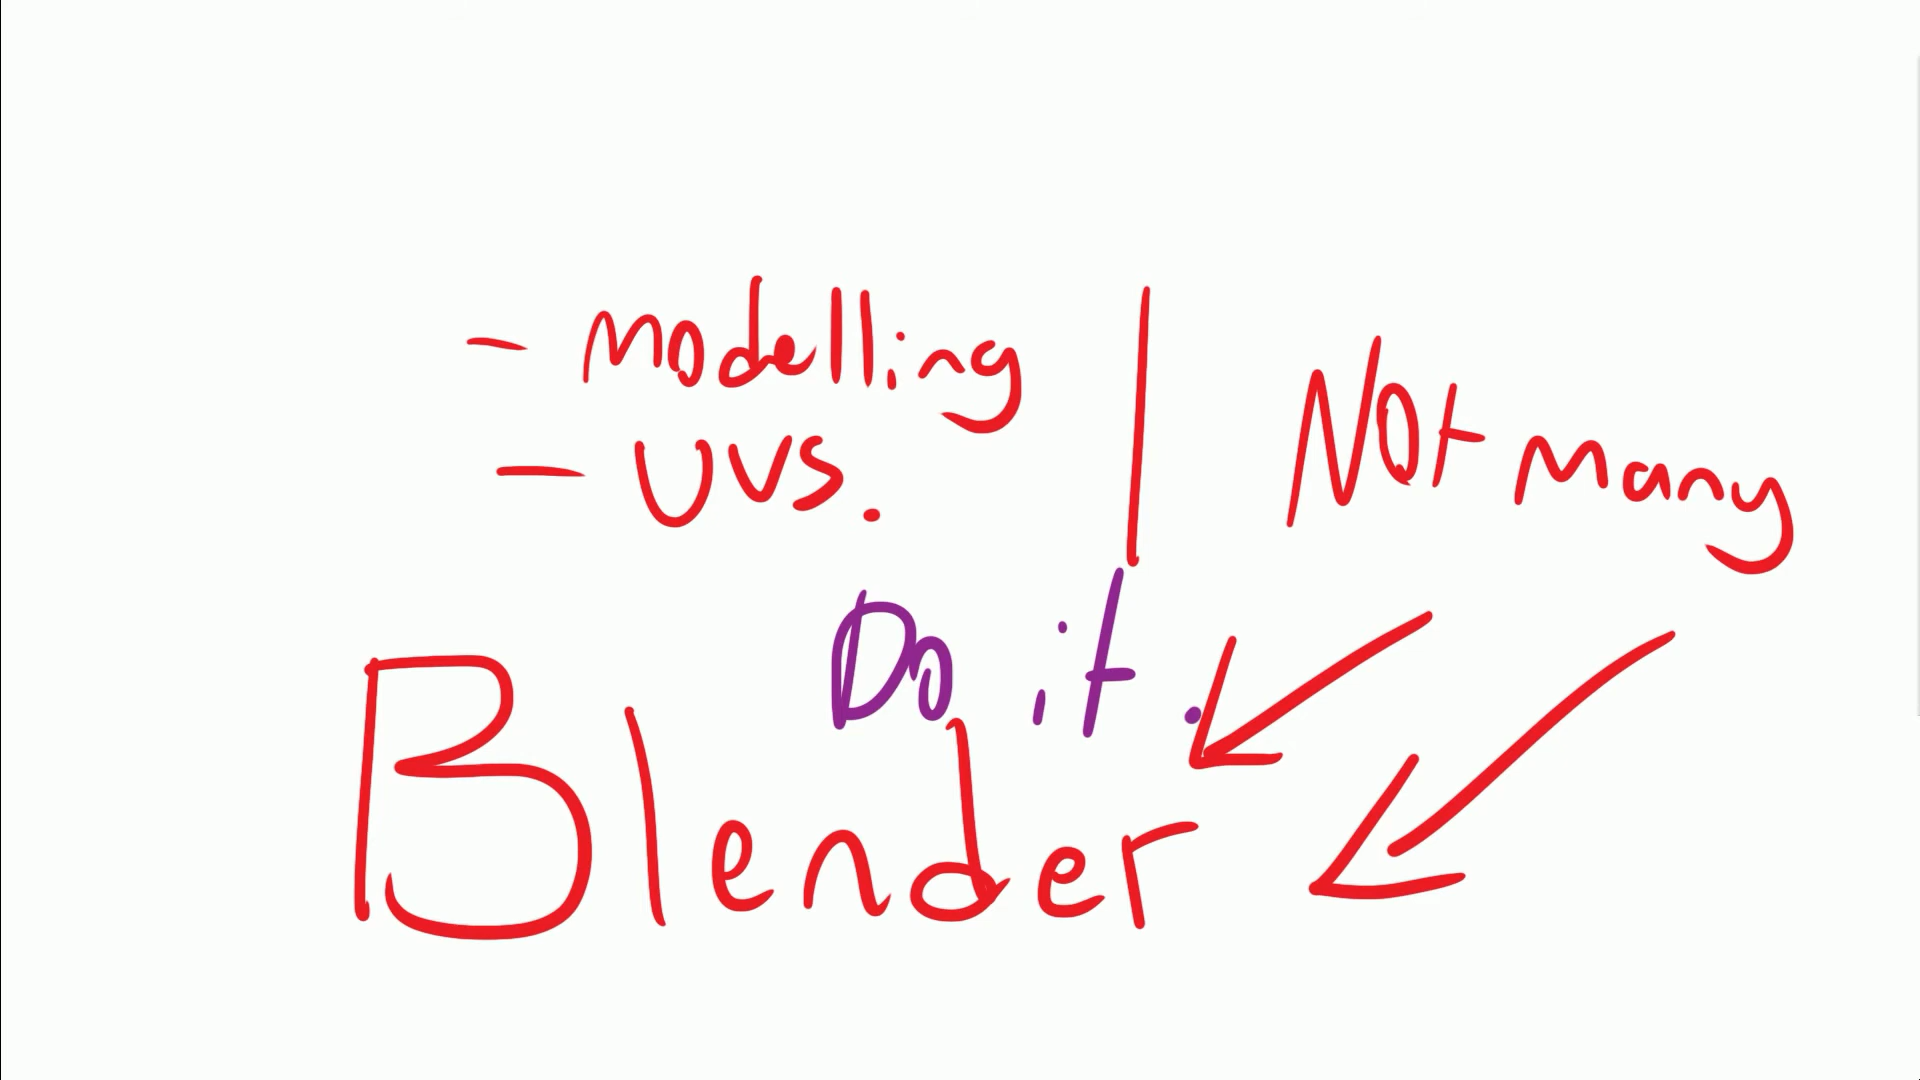 - modelling
- UVS.
Not many
Do it.
Blender